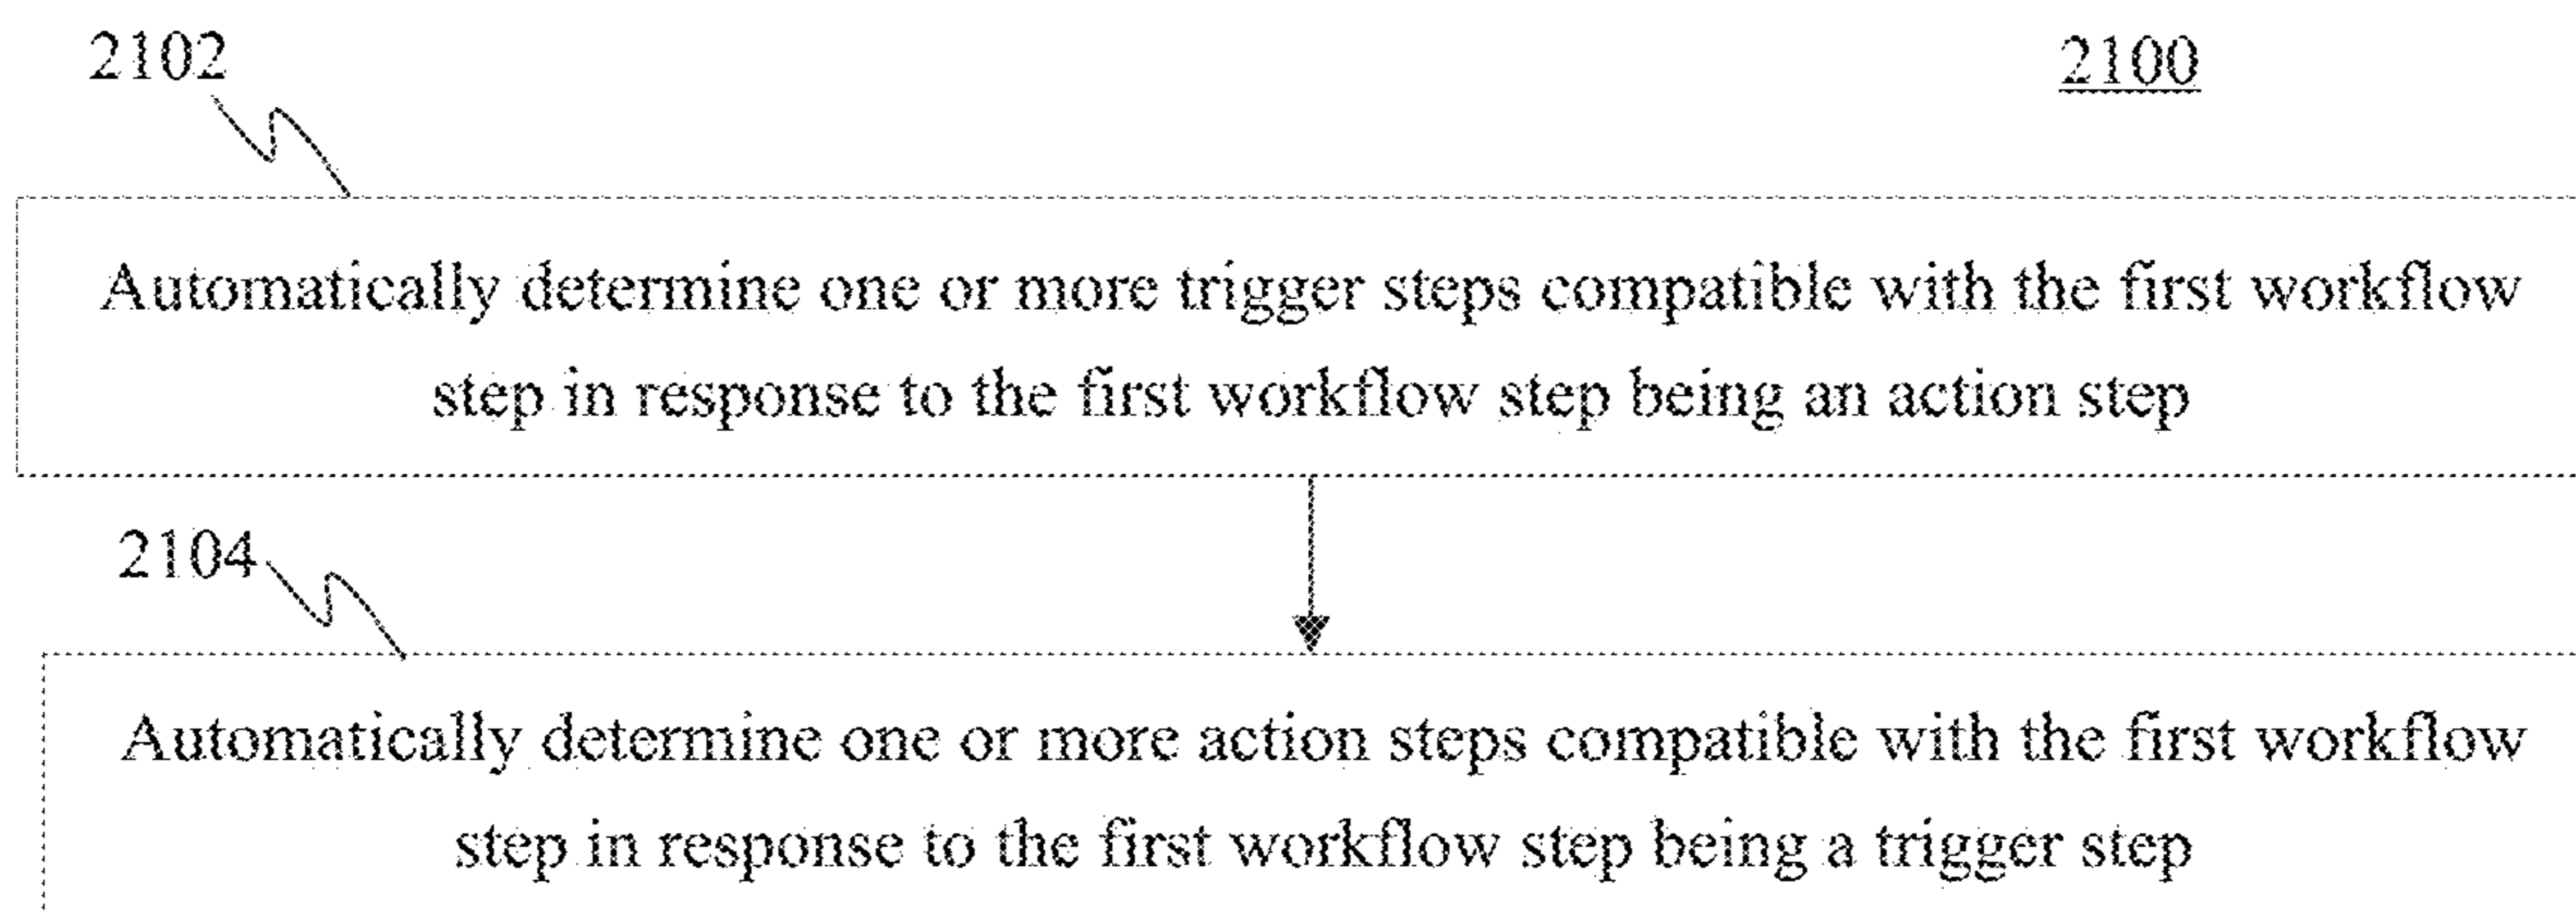 2102
2100
Automatically determine one or more trigger steps compatible with the first workflow
step in response to the first workflow step being an action step
2104
Automatically determine one or more action steps compatible with the first workflow
step in response to the first workflow step being a trigger step